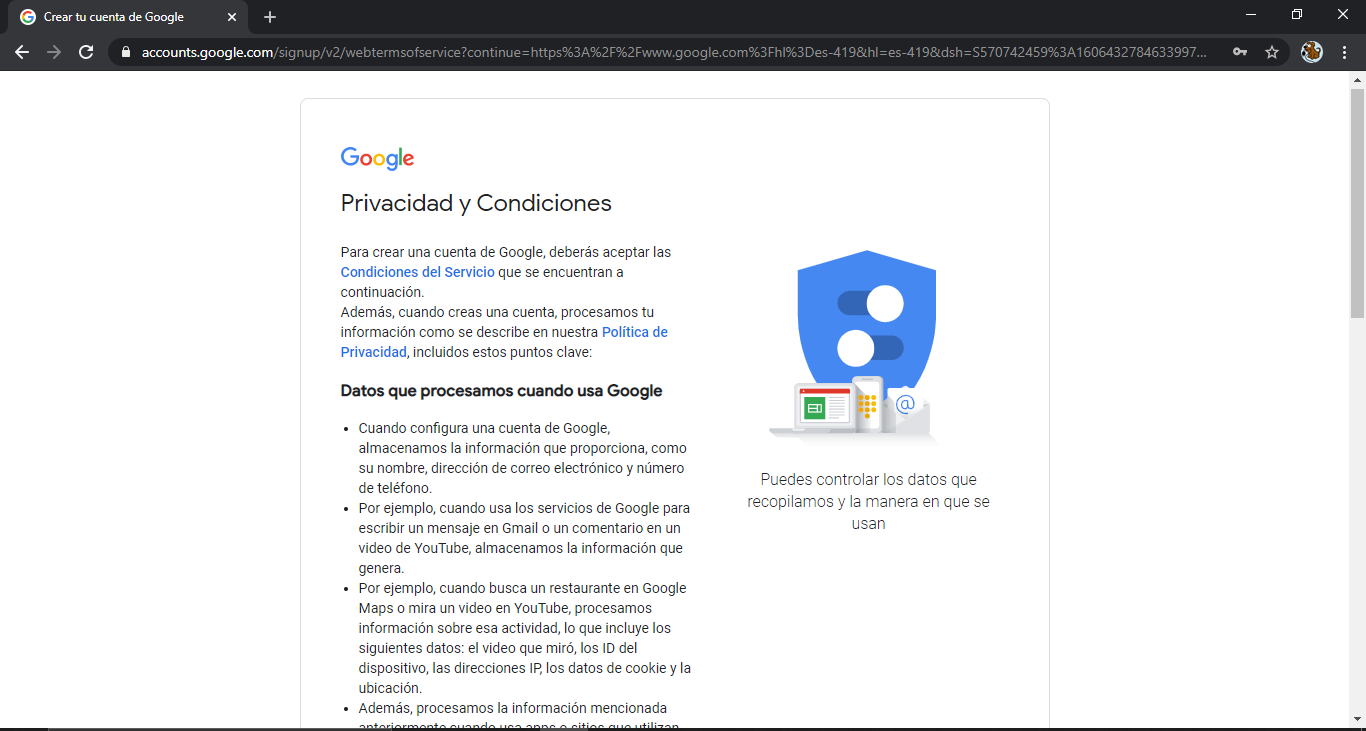 Crear tu cuenta de Google
accounts.google.com/signup/v2/webtermsofservice?continue=https%3A%2F%2Fwww.google.com%3Fhl%3Des-419&hl=es-419&dsh=S570742459%3A1606432784633997...
Google
Privacidad y Condiciones
Para crear una cuenta de Google, deberás aceptar las
Condiciones del Servicio que se encuentran a
continuación.
Además, cuando creas una cuenta, procesamos tu
información como se describe en nuestra Política de
Privacidad, incluidos estos puntos clave:
Datos que procesamos cuando usa Google
• Cuando configura una cuenta de Google,
almacenamos la información que proporciona, como
su nombre, dirección de correo electrónico y número
de teléfono.
• Por ejemplo, cuando usa los servicios de Google para
escribir un mensaje en Gmail o un comentario en un
video de YouTube, almacenamos la información que
genera.
• Por ejemplo, cuando busca un restaurante en Google
Maps o mira un video en YouTube, procesamos
información sobre esa actividad, lo que incluye los
siguientes datos: el video que miró, los ID del
dispositivo, las direcciones IP, los datos de cookie y la
ubicación.
• Además, procesamos la información mencionada
anteriormente cuando usa apps o sitios que utilizan
@
Puedes controlar los datos que
recopilamos y la manera en que se
usan